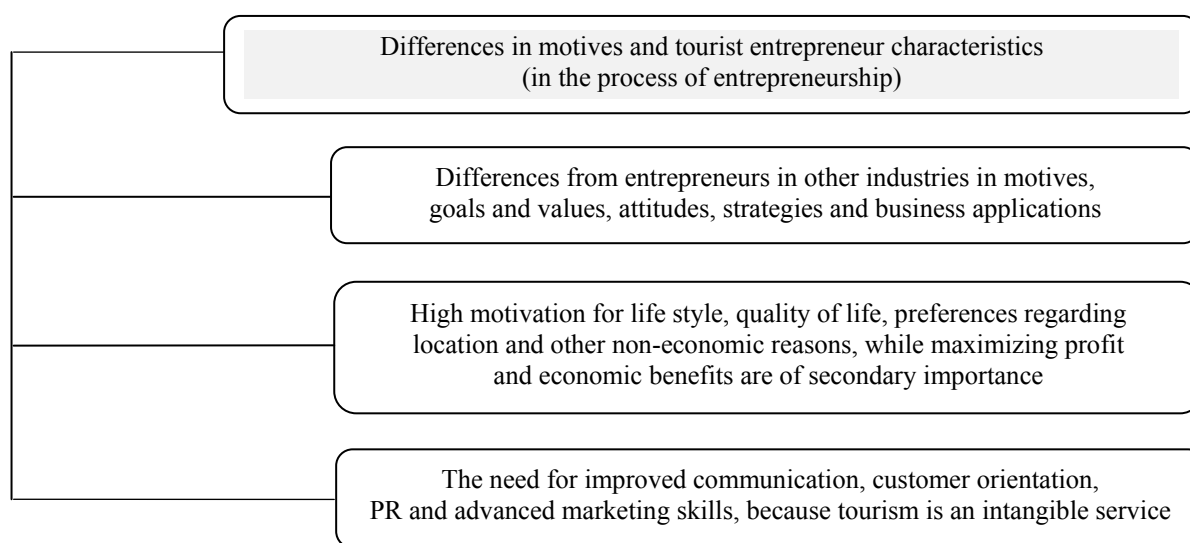 Differences in motives and tourist entrepreneur characteristics
(in the process of entrepreneurship)
Differences from entrepreneurs in other industries in motives,
goals and values, attitudes, strategies and business applications
High motivation for life style, quality of life, preferences regarding
location and other non-economic reasons, while maximizing profit
and economic benefits are of secondary importance
The need for improved communication, customer orientation,
PR and advanced marketing skills, because tourism is an intangible service